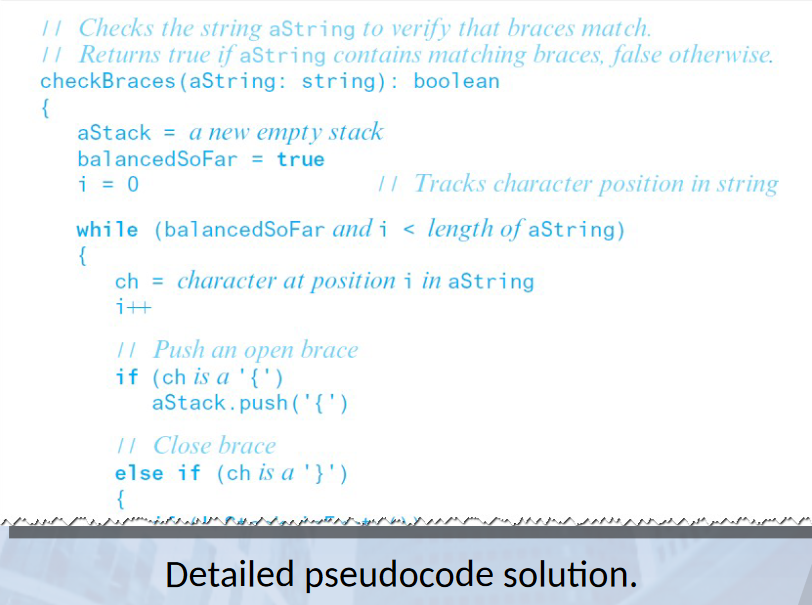 // Checks the string aString to verify that braces match.
// Returns true if aString contains matching braces, false otherwise.
checkBraces(aString: string): boolean
{
aStack = a new empty stack
balancedSoFar = true
i = 0 // Tracks character position in string
while (balancedSoFar and i < length of aString)
{
ch = character at position i in aString
i++
// Push an open brace
if (ch is a '{')
aStack.push('{')
// Close brace
else if (ch is a '}')
{
Detailed pseudocode solution.